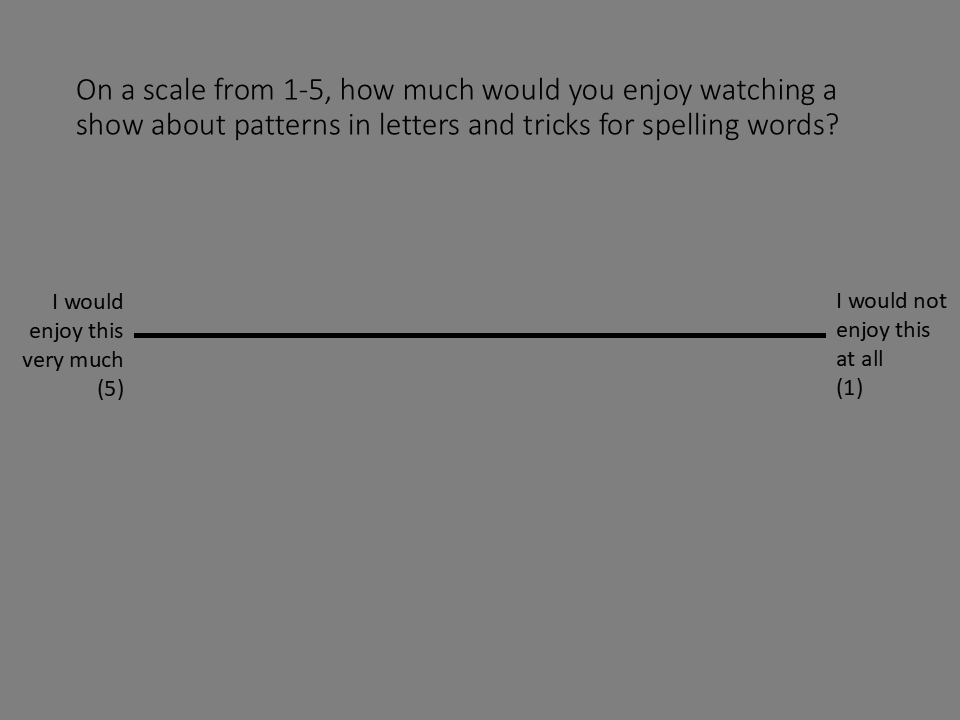 On a scale from 1-5, how much would you enjoy watching a
show about patterns in letters and tricks for spelling words?
I would
enjoy this
very much
(5)
I would not
enjoy this
at all
(1)